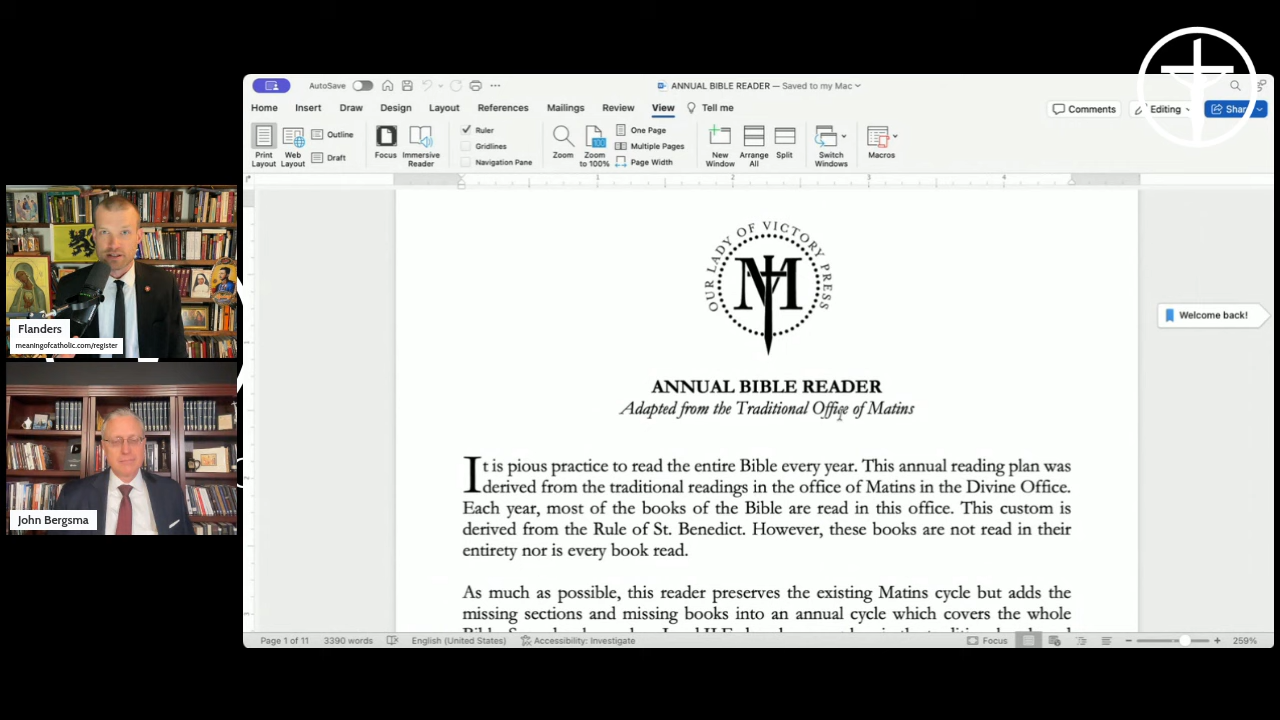 AutoSave
ANNUAL BIBLE READER — Saved to my Mac
Home Insert Draw Design Layout References Mailings Review View Tell me
Comments Editing Share
Print Layout
Web Layout
Outline
Draft
Focus
Immersive Reader
Ruler
Gridlines
Navigation Pane
Zoom
Zoom to 100%
One Page
Multiple Pages
Page Width
New Window
Arrange All
Split
Switch Windows
Macros
1 2 3 4
OUR LADY OF VICTORY PRESS
M
ANNUAL BIBLE READER
Adapted from the Traditional Office of Matins
It is pious practice to read the entire Bible every year. This annual reading plan was
derived from the traditional readings in the office of Matins in the Divine Office.
Each year, most of the books of the Bible are read in this office. This custom is
derived from the Rule of St. Benedict. However, these books are not read in their
entirety nor is every book read.
As much as possible, this reader preserves the existing Matins cycle but adds the
missing sections and missing books into an annual cycle which covers the whole
Welcome back!
Page 1 of 11 3390 words English (United States) Accessibility: Investigate Focus 259%
Flanders
meaningofcatholic.com/register
John Bergsma